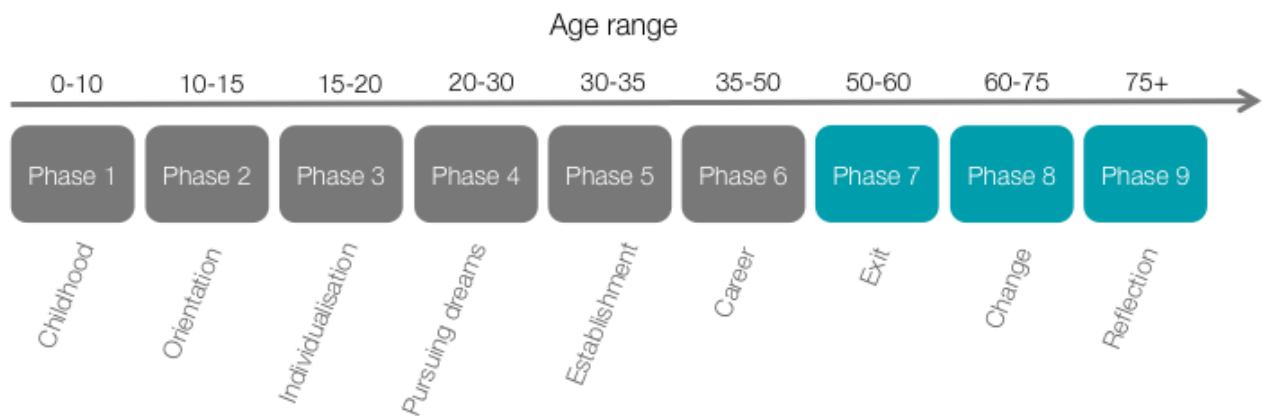 Age range
0-10 10-15 15-20 20-30 30-35 35-50 50-60 60-75 75+
Phase 1 Phase 2 Phase 3 Phase 4 Phase 5 Phase 6 Phase 7 Phase 8 Phase 9
Childhood Orientation Individualisation Pursuing dreams Establishment Career Exit Change Reflection